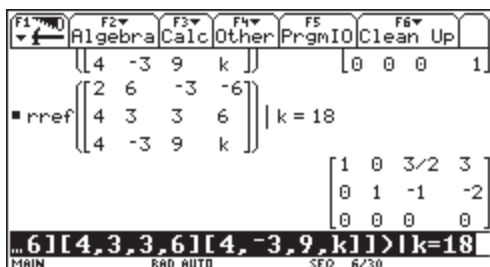 F1 F2 F3 F4 F5 F6
Algebra Calc Other PrgmIO Clean Up
[4 -3 9 k]] [0 0 0 1]
[[2 6 -3 -6]
▪ rref [4 3 3 6] | k = 18
[4 -3 9 k]]
[1 0 3/2 3]
[0 1 -1 -2]
[0 0 0 0]
…6][4,3,3,6][4,-3,9,k]])|k=18
MAIN RAD AUTO SEQ 6/30